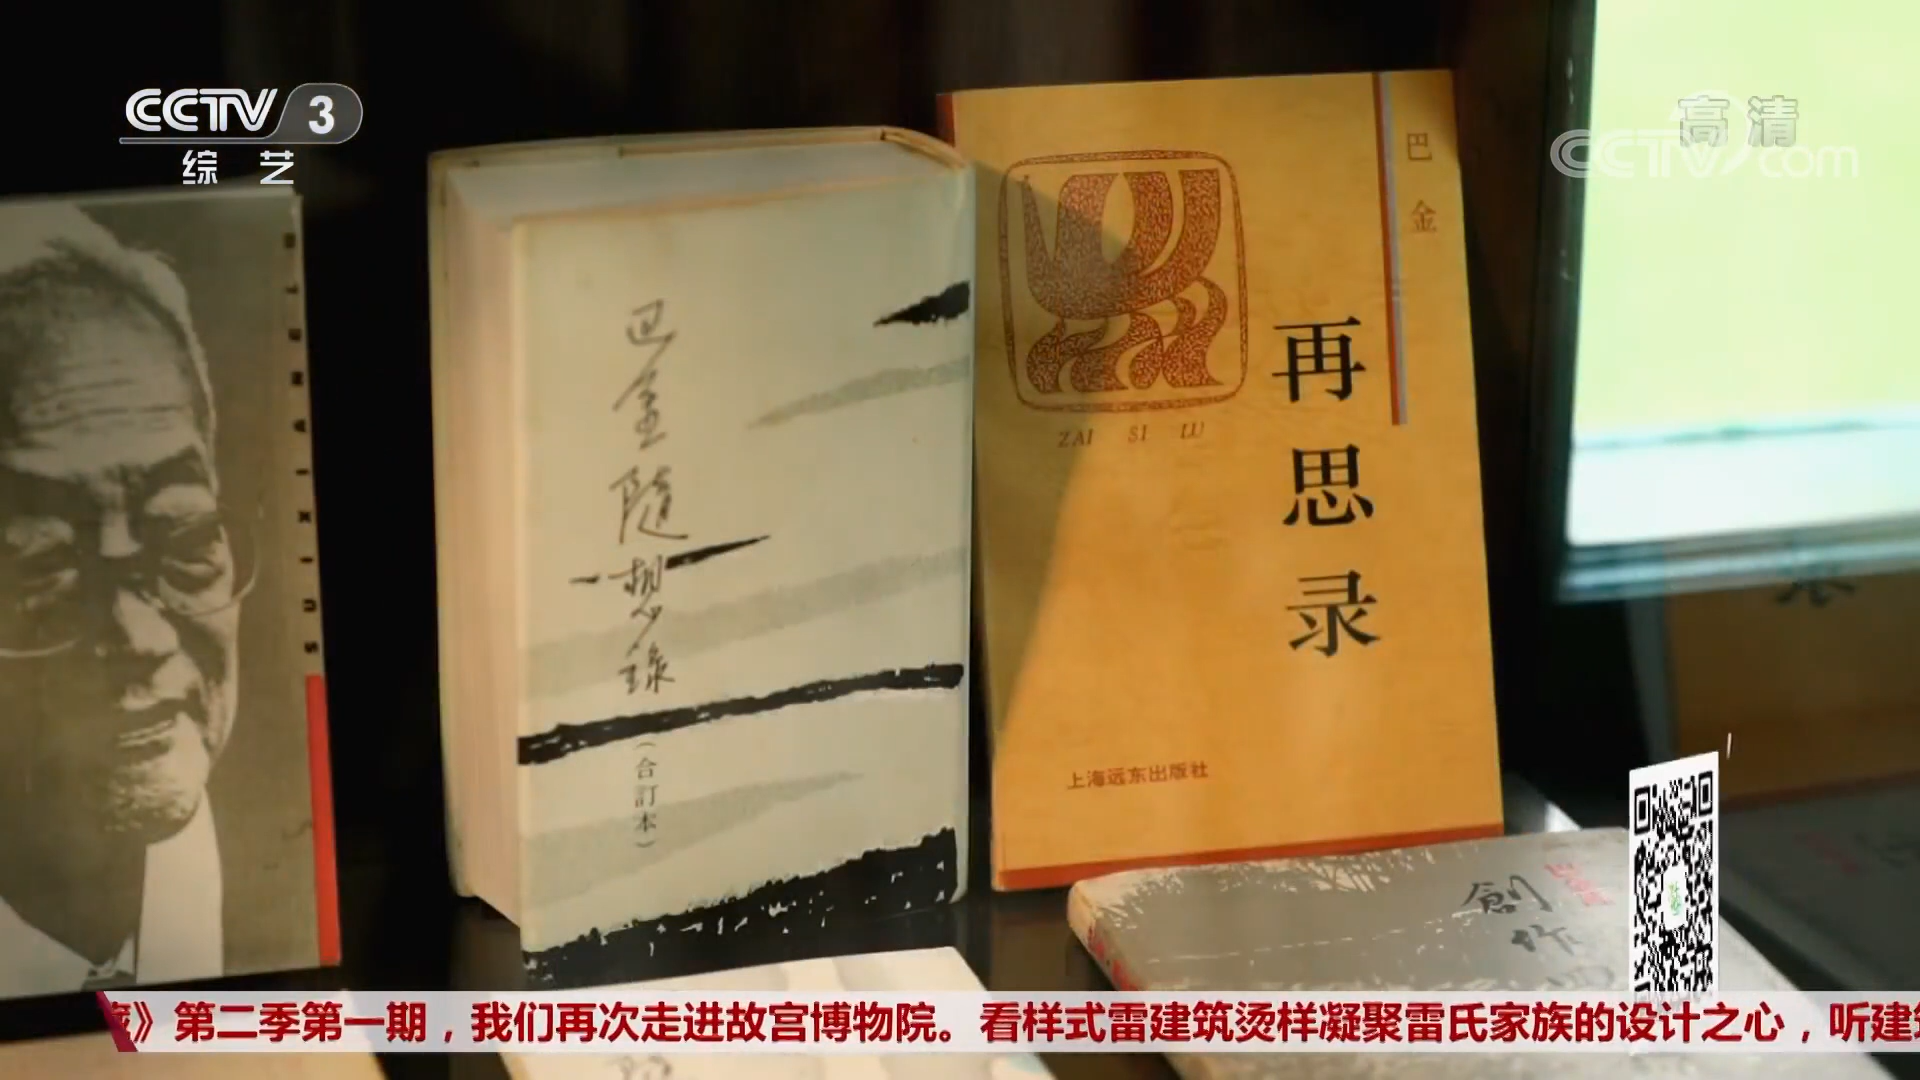 CCTV 3
综艺
高清
CCTV.com
巴金隨想錄
（合訂本）
巴金
ZAI SI LU
再思录
上海远东出版社
創作
》第二季第一期，我们再次走进故宫博物院。看样式雷建筑烫样凝聚雷氏家族的设计之心，听建